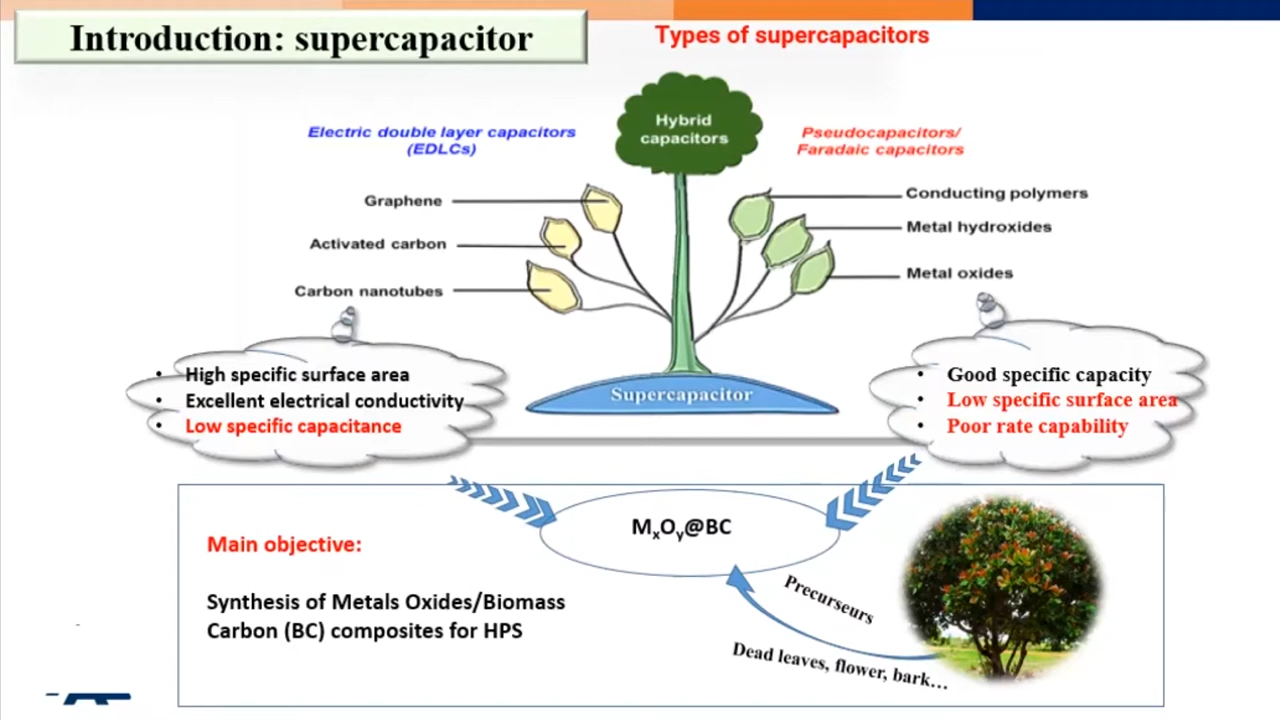 Introduction: supercapacitor
Types of supercapacitors
Hybrid
capacitors
Electric double layer capacitors
(EDLCs)
Pseudocapacitors/
Faradaic capacitors
Graphene
Activated carbon
Carbon nanotubes
Conducting polymers
Metal hydroxides
Metal oxides
Supercapacitor
• High specific surface area
• Excellent electrical conductivity
• Low specific capacitance
• Good specific capacity
• Low specific surface area
• Poor rate capability
MₓOᵧ@BC
Main objective:
Synthesis of Metals Oxides/Biomass
Carbon (BC) composites for HPS
Precurseurs
Dead leaves, flower, bark...